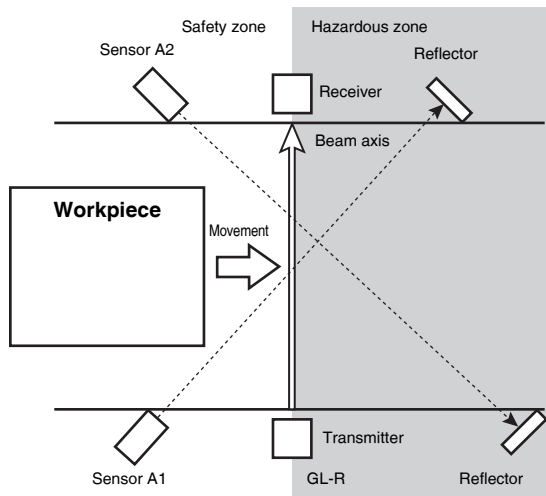 Safety zone
Hazardous zone
Sensor A2
Reflector
Receiver
Beam axis
Workpiece
Movement
Transmitter
Sensor A1
GL-R
Reflector